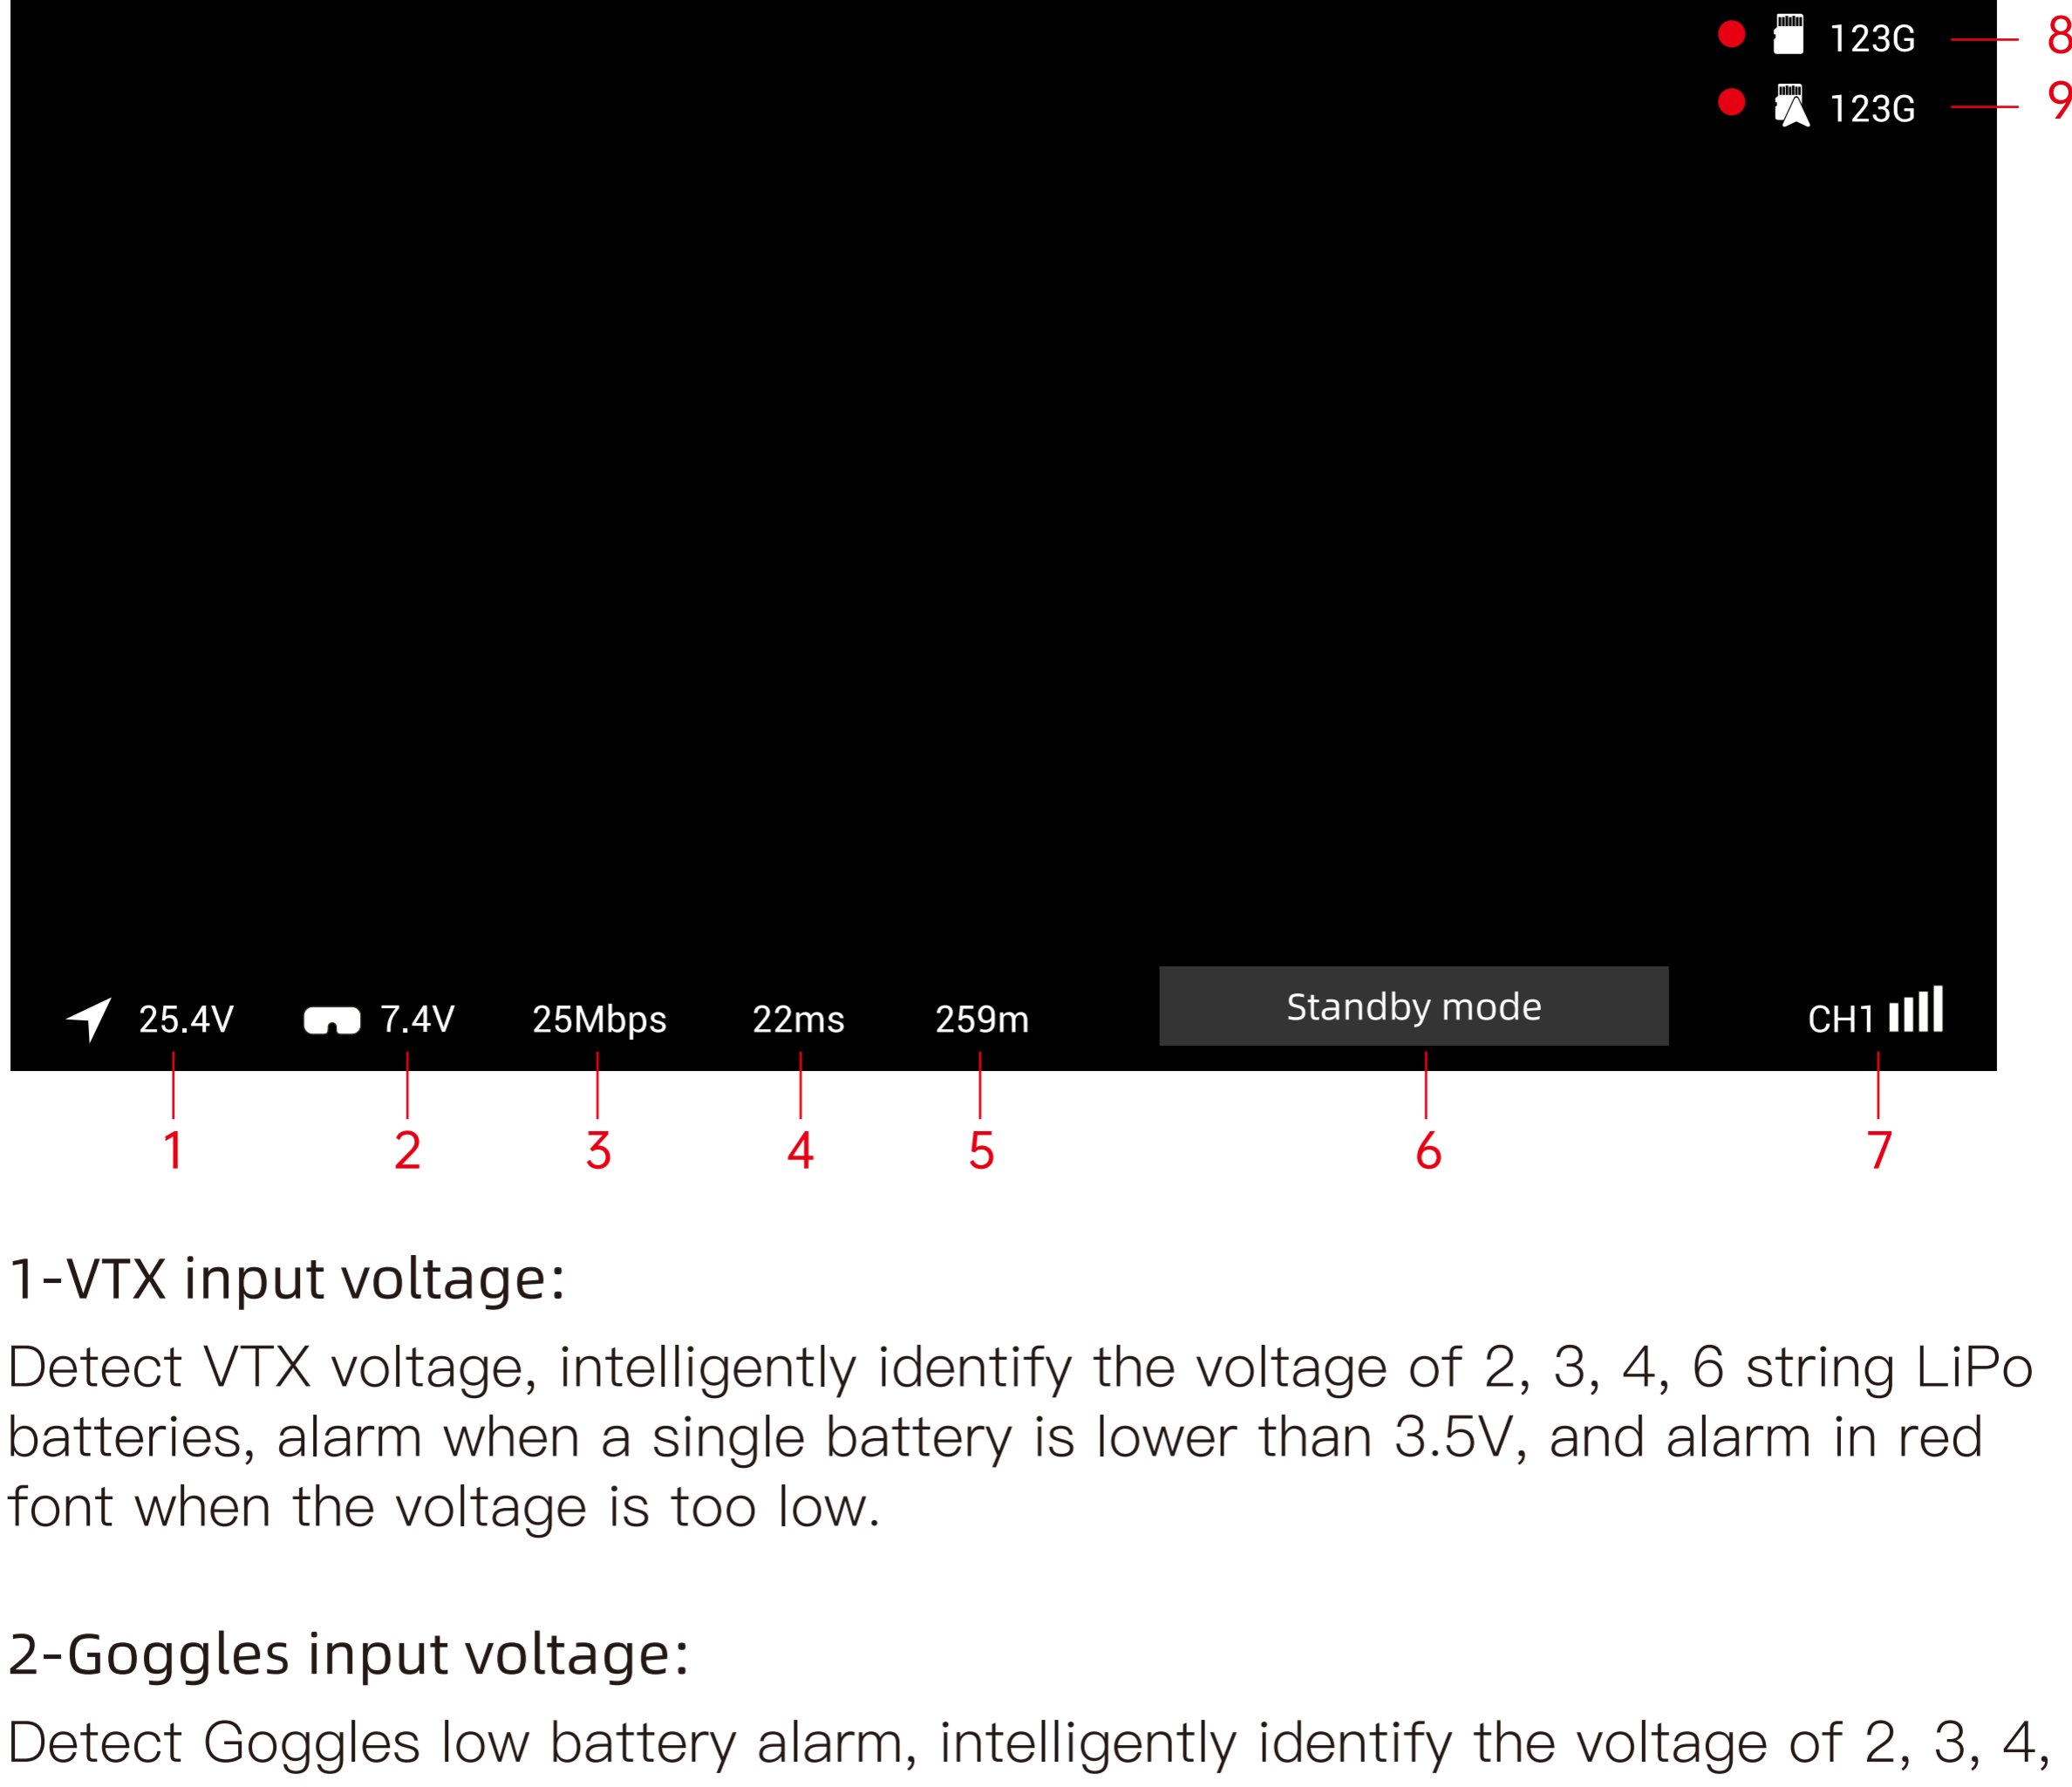 123G 8
123G 9
25.4V 7.4V 25Mbps 22ms 259m Standby mode CH1
1 2 3 4 5 6 7
1-VTX input voltage:
Detect VTX voltage, intelligently identify the voltage of 2, 3, 4, 6 string LiPo
batteries, alarm when a single battery is lower than 3.5V, and alarm in red
font when the voltage is too low.
2-Goggles input voltage:
Detect Goggles low battery alarm, intelligently identify the voltage of 2, 3, 4,